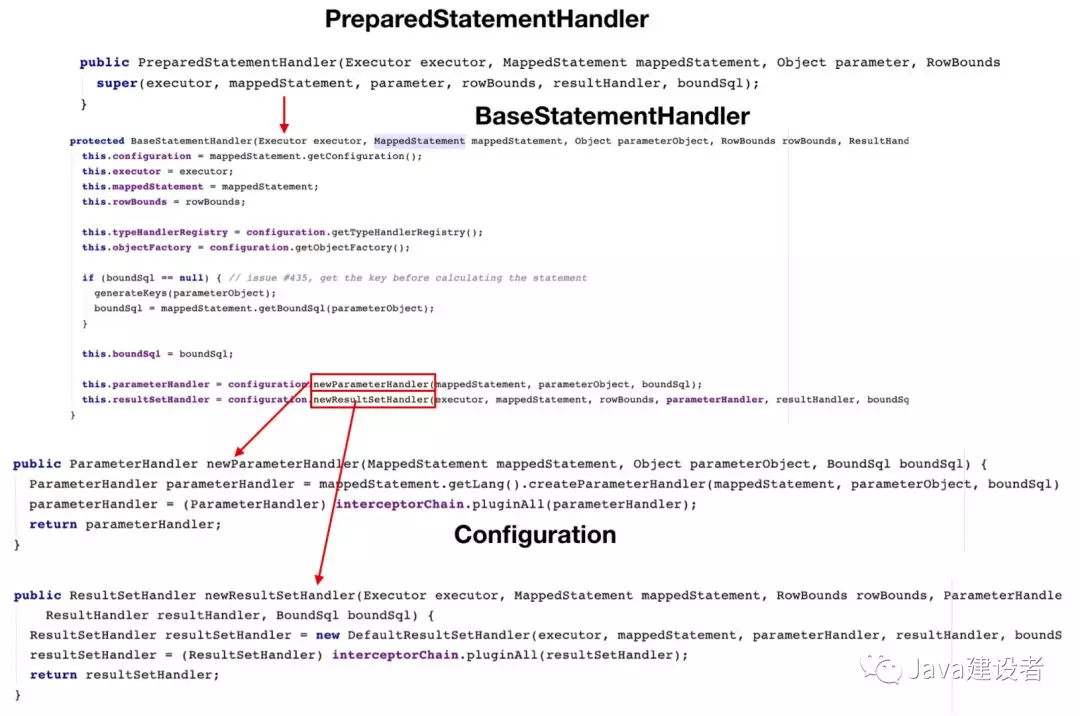 PreparedStatementHandler
public PreparedStatementHandler(Executor executor, MappedStatement mappedStatement, Object parameter, RowBounds
super(executor, mappedStatement, parameter, rowBounds, resultHandler, boundSql);
}
BaseStatementHandler
protected BaseStatementHandler(Executor executor, MappedStatement mappedStatement, Object parameterObject, RowBounds rowBounds, ResultHand
this.configuration = mappedStatement.getConfiguration();
this.executor = executor;
this.mappedStatement = mappedStatement;
this.rowBounds = rowBounds;
this.typeHandlerRegistry = configuration.getTypeHandlerRegistry();
this.objectFactory = configuration.getObjectFactory();
if (boundSql == null) { // issue #435, get the key before calculating the statement
generateKeys(parameterObject);
boundSql = mappedStatement.getBoundSql(parameterObject);
}
this.boundSql = boundSql;
this.parameterHandler = configuration.newParameterHandler(mappedStatement, parameterObject, boundSql);
this.resultSetHandler = configuration.newResultSetHandler(executor, mappedStatement, rowBounds, parameterHandler, resultHandler, boundSq
}
public ParameterHandler newParameterHandler(MappedStatement mappedStatement, Object parameterObject, BoundSql boundSql) {
ParameterHandler parameterHandler = mappedStatement.getLang().createParameterHandler(mappedStatement, parameterObject, boundSql)
parameterHandler = (ParameterHandler) interceptorChain.pluginAll(parameterHandler);
return parameterHandler;
}
Configuration
public ResultSetHandler newResultSetHandler(Executor executor, MappedStatement mappedStatement, RowBounds rowBounds, ParameterHandle
ResultHandler resultHandler, BoundSql boundSql) {
ResultSetHandler resultSetHandler = new DefaultResultSetHandler(executor, mappedStatement, parameterHandler, resultHandler, boundS
resultSetHandler = (ResultSetHandler) interceptorChain.pluginAll(resultSetHandler);
return resultSetHandler;
}
Java建设者